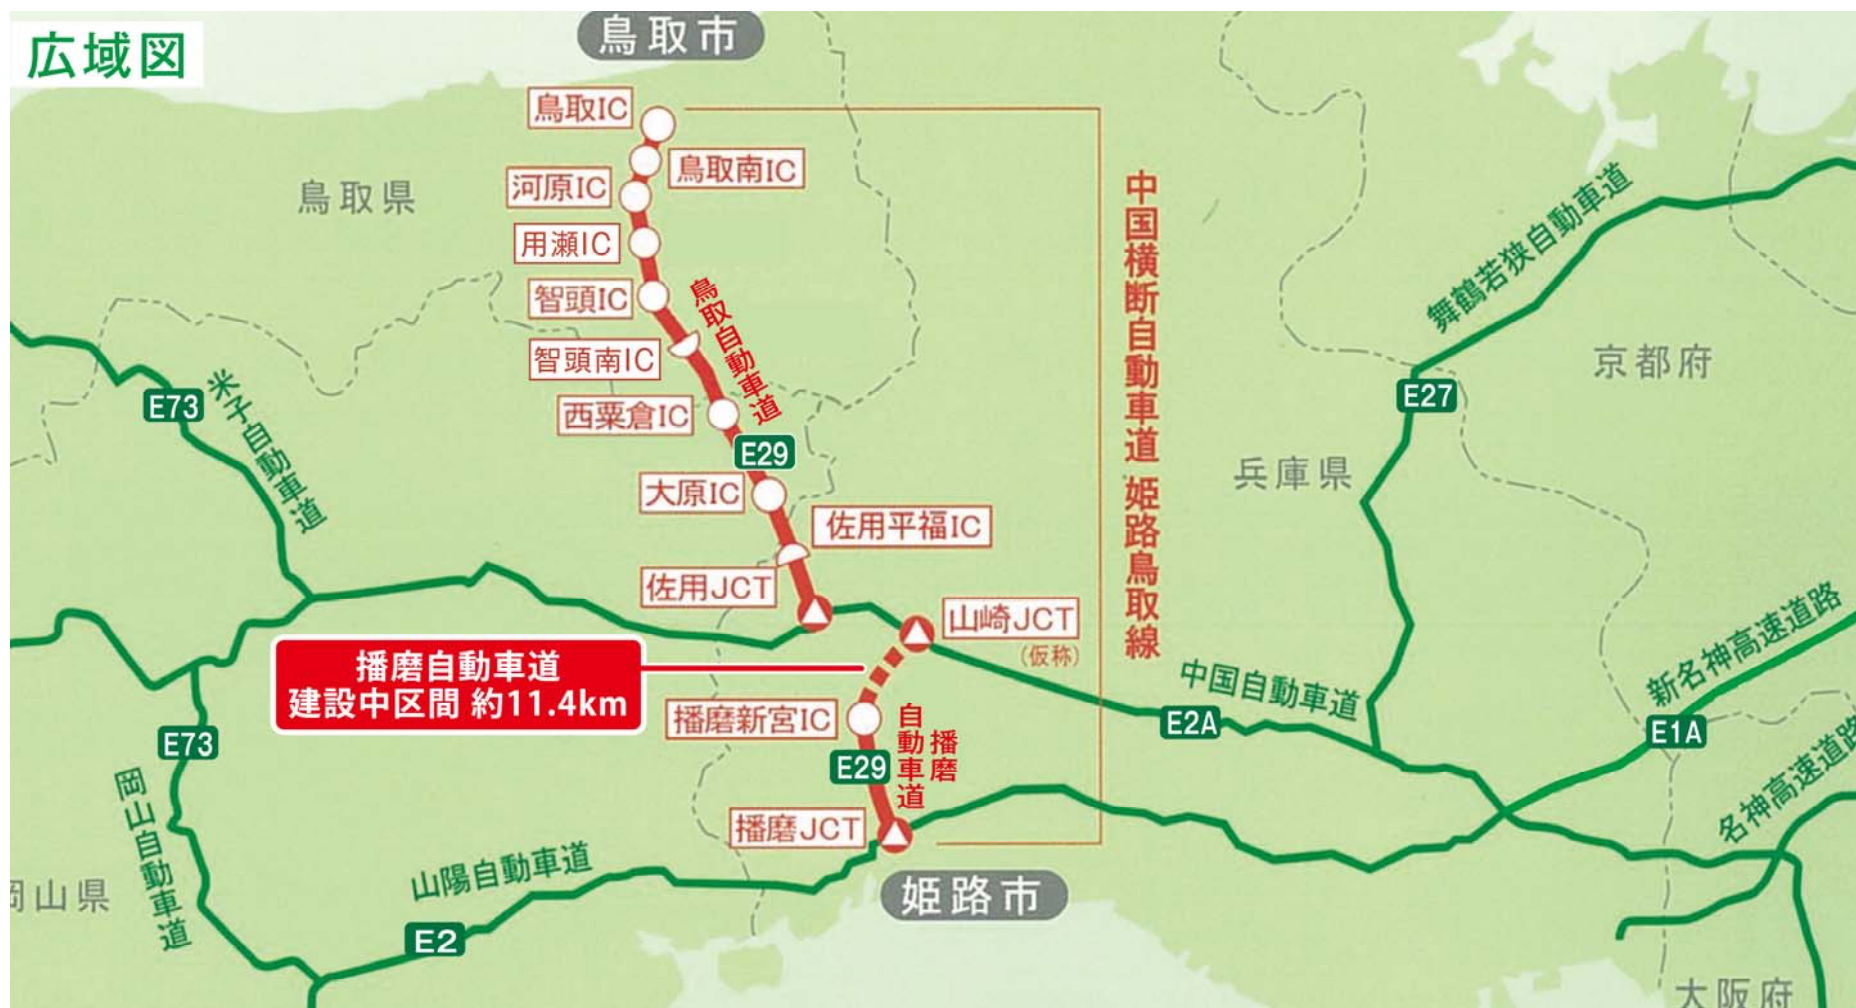 広域図
鳥取市
鳥取IC
鳥取南IC
河原IC
鳥取県
用瀬IC
智頭IC
鳥取自動車道
智頭南IC
西粟倉IC
E29
大原IC
佐用平福IC
佐用JCT
山崎JCT
(仮称)
播磨自動車道
建設中区間 約11.4km
播磨新宮IC
E29
播磨
自動車道
播磨JCT
姫路市
中国横断自動車道 姫路鳥取線
E73
米子自動車道
E73
岡山自動車道
岡山県
山陽自動車道
E2
舞鶴若狭自動車道
E27
京都府
兵庫県
中国自動車道
E2A
新名神高速道路
E1A
名神高速道路
大阪府